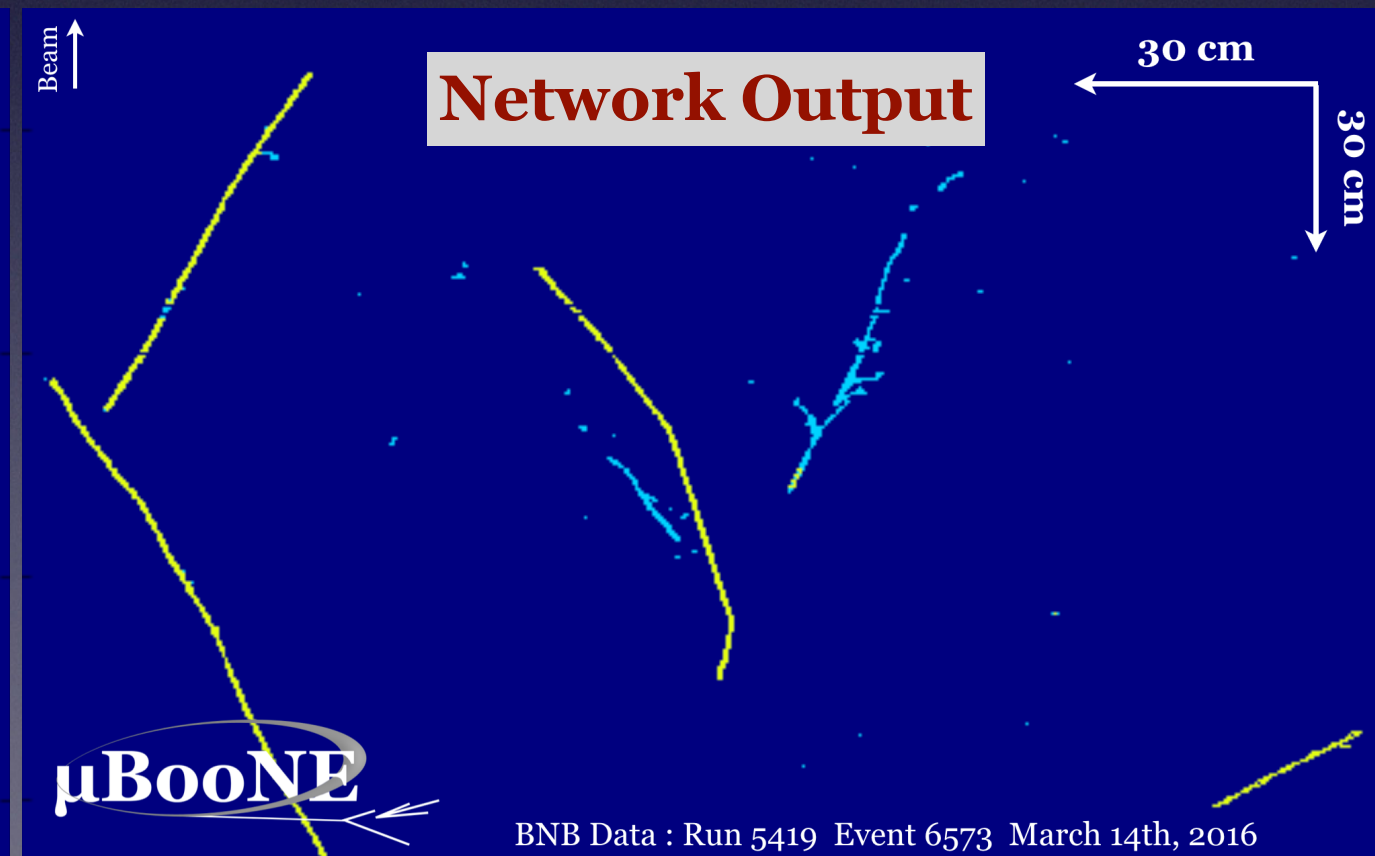 Beam
Network Output
30 cm
30 cm
µBooNE
BNB Data : Run 5419 Event 6573 March 14th, 2016